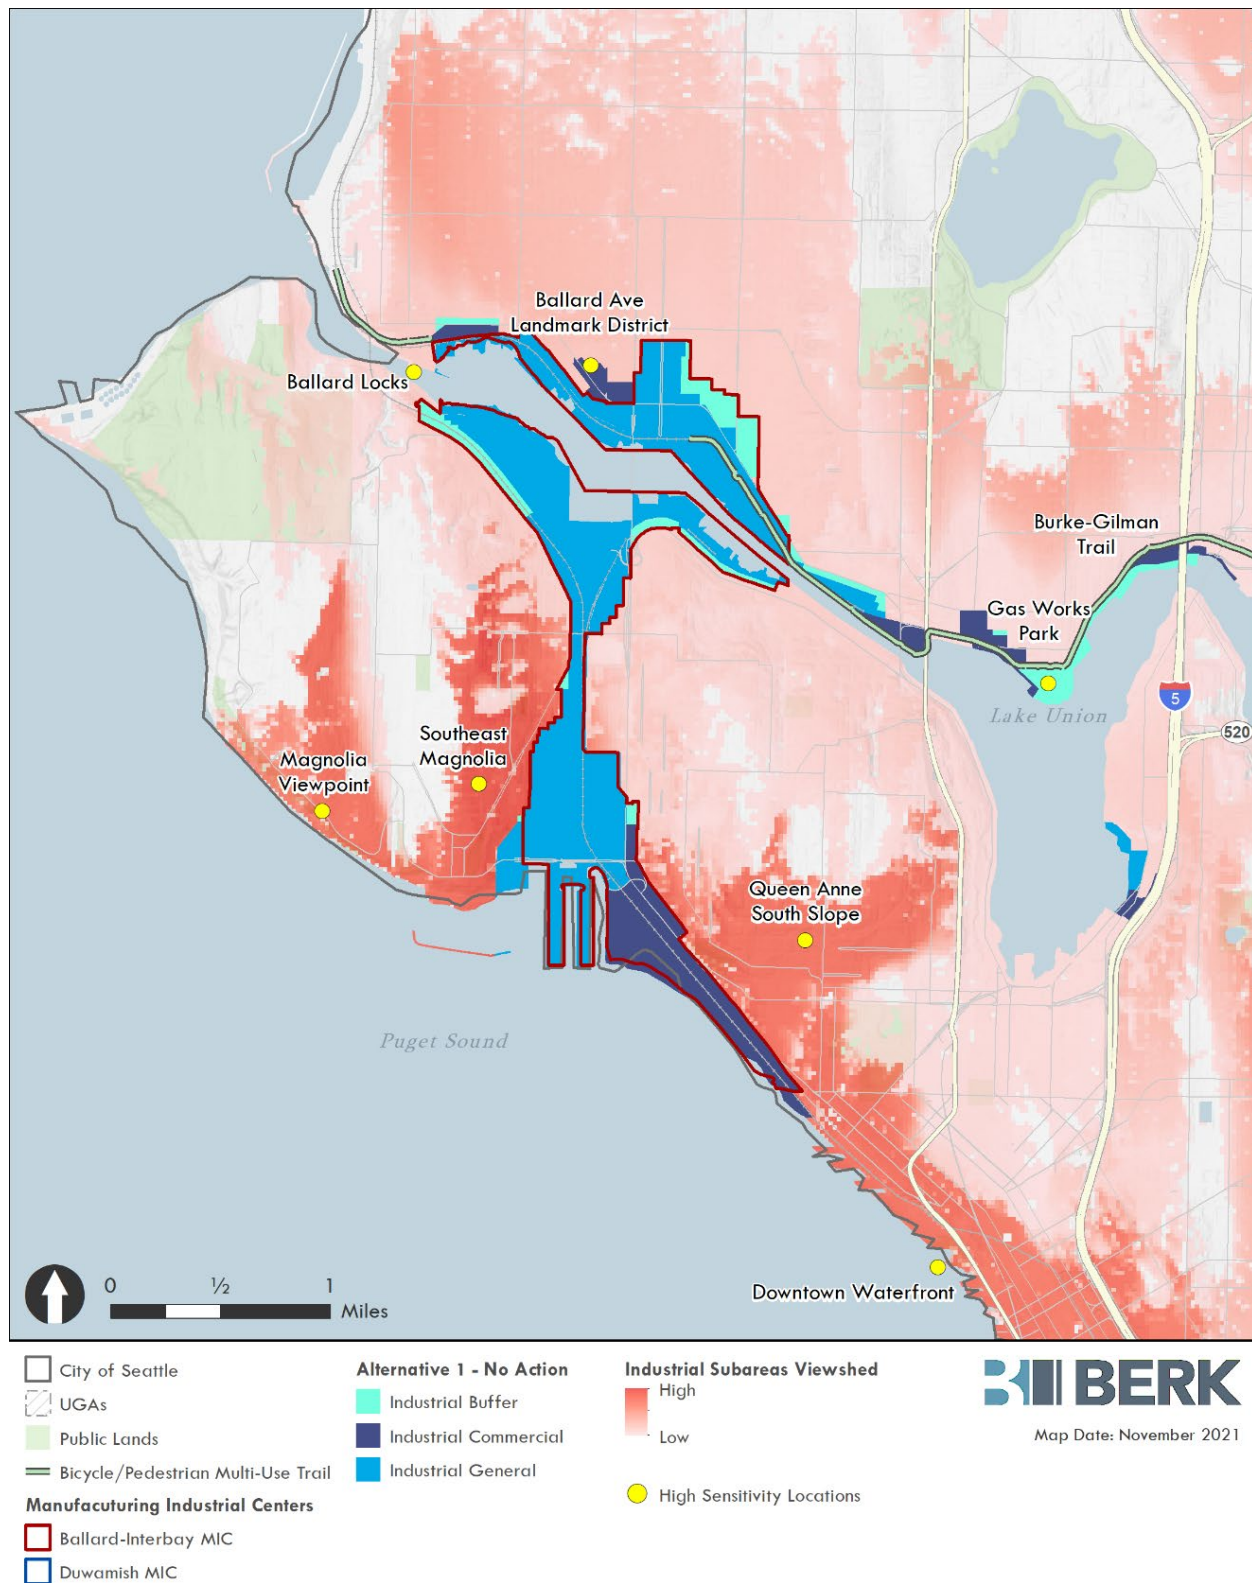 Ballard Ave
Landmark District
Ballard Locks
Burke-Gilman
Trail
Gas Works
Park
Lake Union
5
520
Southeast
Magnolia
Magnolia
Viewpoint
Queen Anne
South Slope
Puget Sound
Downtown Waterfront
0 ½ 1
Miles
City of Seattle
UGAs
Public Lands
Bicycle/Pedestrian Multi-Use Trail
Manufacuturing Industrial Centers
Ballard-Interbay MIC
Duwamish MIC
Alternative 1 - No Action
Industrial Buffer
Industrial Commercial
Industrial General
Industrial Subareas Viewshed
High
Low
High Sensitivity Locations
BERK
Map Date: November 2021